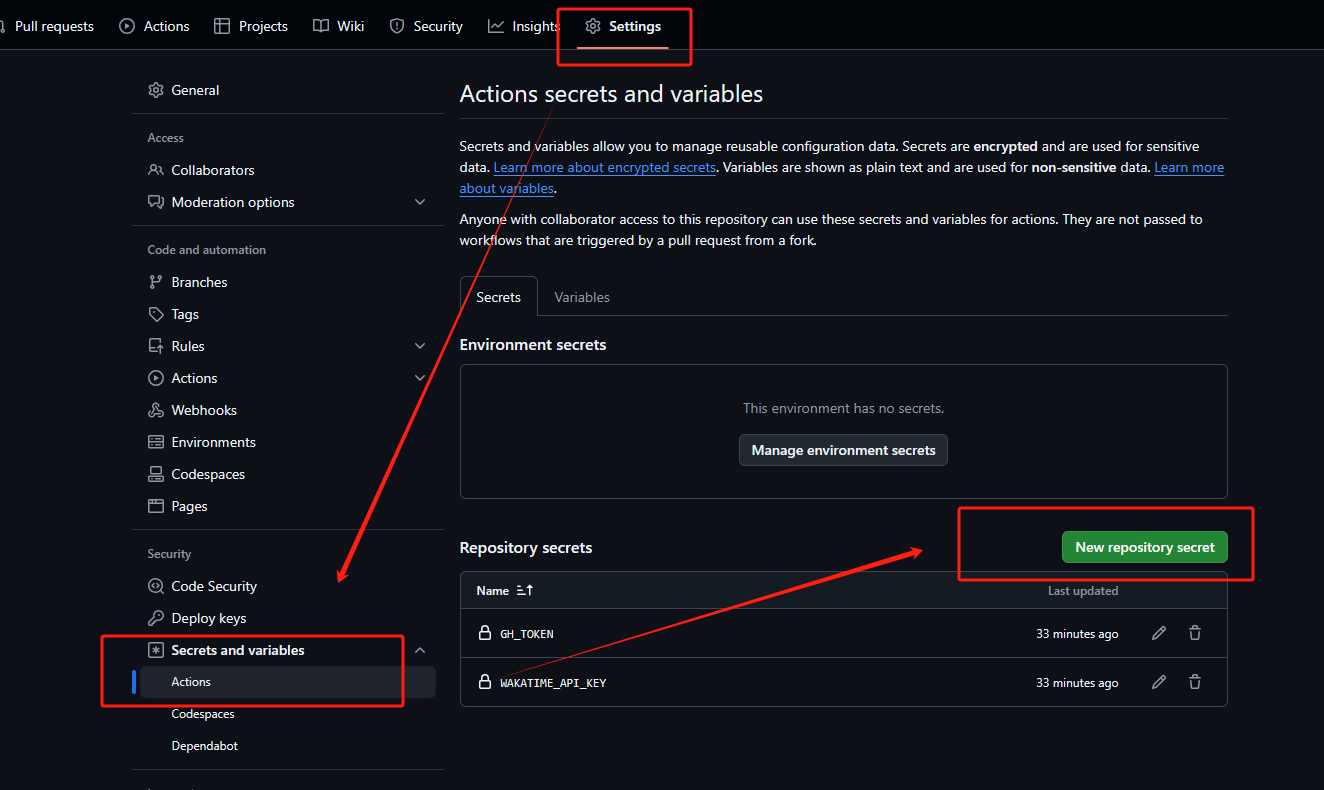 Pull requests
Actions
Projects
Wiki
Security
Insights
Settings
General
Access
Collaborators
Moderation options
Code and automation
Branches
Tags
Rules
Actions
Webhooks
Environments
Codespaces
Pages
Security
Code Security
Deploy keys
Secrets and variables
Actions
Codespaces
Dependabot
Actions secrets and variables
Secrets and variables allow you to manage reusable configuration data. Secrets are encrypted and are used for sensitive
data. Learn more about encrypted secrets. Variables are shown as plain text and are used for non-sensitive data. Learn more
about variables.
Anyone with collaborator access to this repository can use these secrets and variables for actions. They are not passed to
workflows that are triggered by a pull request from a fork.
Secrets
Variables
Environment secrets
This environment has no secrets.
Manage environment secrets
Repository secrets
New repository secret
Name
Last updated
GH_TOKEN
33 minutes ago
WAKATIME_API_KEY
33 minutes ago